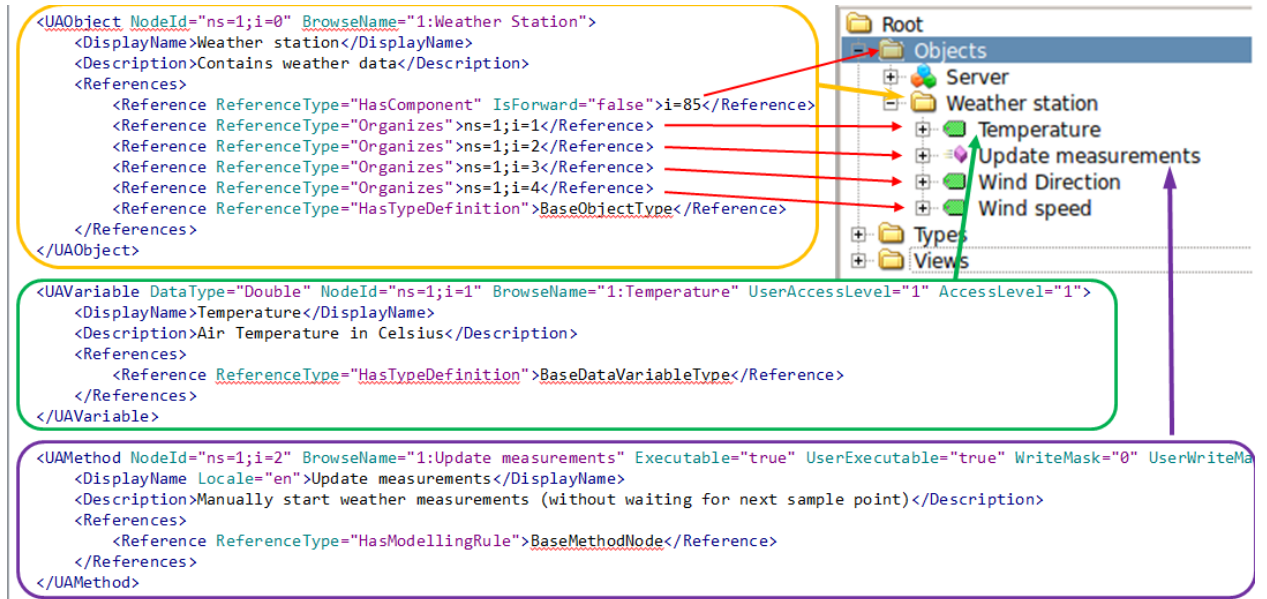 <UAObject NodeId="ns=1;i=0" BrowseName="1:Weather Station">
<DisplayName>Weather station</DisplayName>
<Description>Contains weather data</Description>
<References>
<Reference ReferenceType="HasComponent" IsForward="false">i=85</Reference>
<Reference ReferenceType="Organizes">ns=1;i=1</Reference>
<Reference ReferenceType="Organizes">ns=1;i=2</Reference>
<Reference ReferenceType="Organizes">ns=1;i=3</Reference>
<Reference ReferenceType="Organizes">ns=1;i=4</Reference>
<Reference ReferenceType="HasTypeDefinition">BaseObjectType</Reference>
</References>
</UAObject>
Root
Objects
Server
Weather station
Temperature
Update measurements
Wind Direction
Wind speed
Types
Views
<UAVariable DataType="Double" NodeId="ns=1;i=1" BrowseName="1:Temperature" UserAccessLevel="1" AccessLevel="1">
<DisplayName>Temperature</DisplayName>
<Description>Air Temperature in Celsius</Description>
<References>
<Reference ReferenceType="HasTypeDefinition">BaseDataVariableType</Reference>
</References>
</UAVariable>
<UAMethod NodeId="ns=1;i=2" BrowseName="1:Update measurements" Executable="true" UserExecutable="true" WriteMask="0" UserWriteMa
<DisplayName Locale="en">Update measurements</DisplayName>
<Description>Manually start weather measurements (without waiting for next sample point)</Description>
<References>
<Reference ReferenceType="HasModellingRule">BaseMethodNode</Reference>
</References>
</UAMethod>